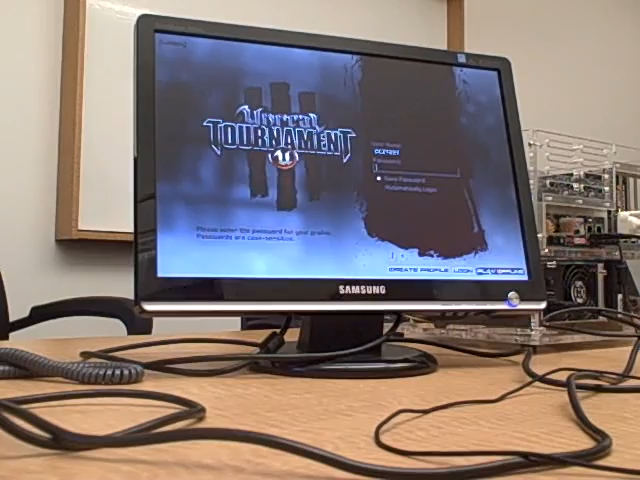 Unreal
TOURNAMENT
User Name:
Password:
Save Password
Automatically Login
Please enter the password for your profile.
Passwords are case-sensitive.
CREATE PROFILE LOGIN PLAY OFFLINE
SAMSUNG